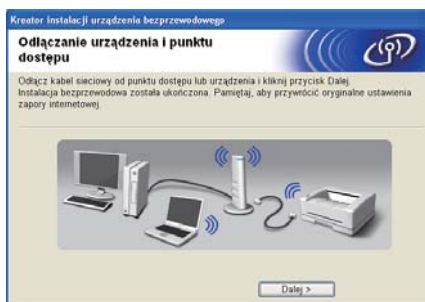 Kreator instalacji urządzenia bezprzewodowego
Odłączanie urządzenia i punktu
dostępu
Odłącz kabel sieciowy od punktu dostępu lub urządzenia i kliknij przycisk Dalej.
Instalacja bezprzewodowa została ukończona. Pamiętaj, aby przywrócić oryginalne ustawienia
zapory internetowej.
Dalej >